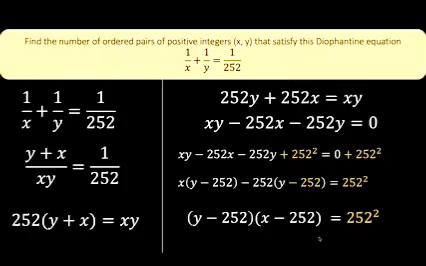 Find the number of ordered pairs of positive integers (x, y) that satisfy this Diophantine equation
1/x + 1/y = 1/252
1/x + 1/y = 1/252
(y + x)/xy = 1/252
252(y + x) = xy
252y + 252x = xy
xy − 252x − 252y = 0
xy − 252x − 252y + 252² = 0 + 252²
x(y − 252) − 252(y − 252) = 252²
(y − 252)(x − 252) = 252²